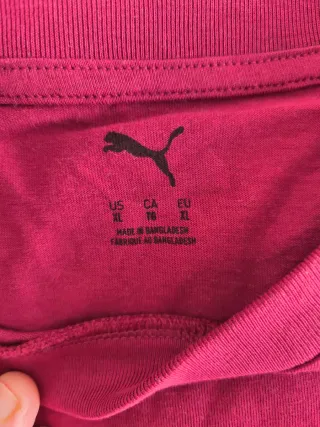 US CA EU
XL TG XL
MADE IN BANGLADESH
FABRIQUÉ AU BANGLADESH